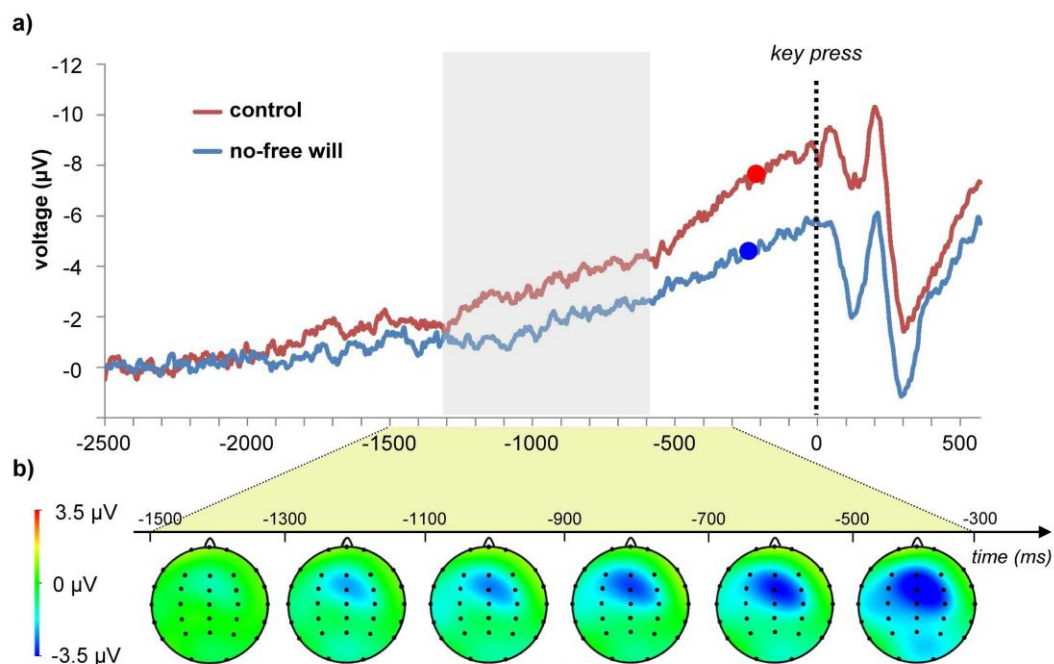 a)
key press
-12
-10
-8
-6
-4
-2
-0
voltage (µV)
control
no-free will
-2500 -2000 -1500 -1000 -500 0 500
b)
3.5 µV
0 µV
-3.5 µV
-1500 -1300 -1100 -900 -700 -500 -300
time (ms)